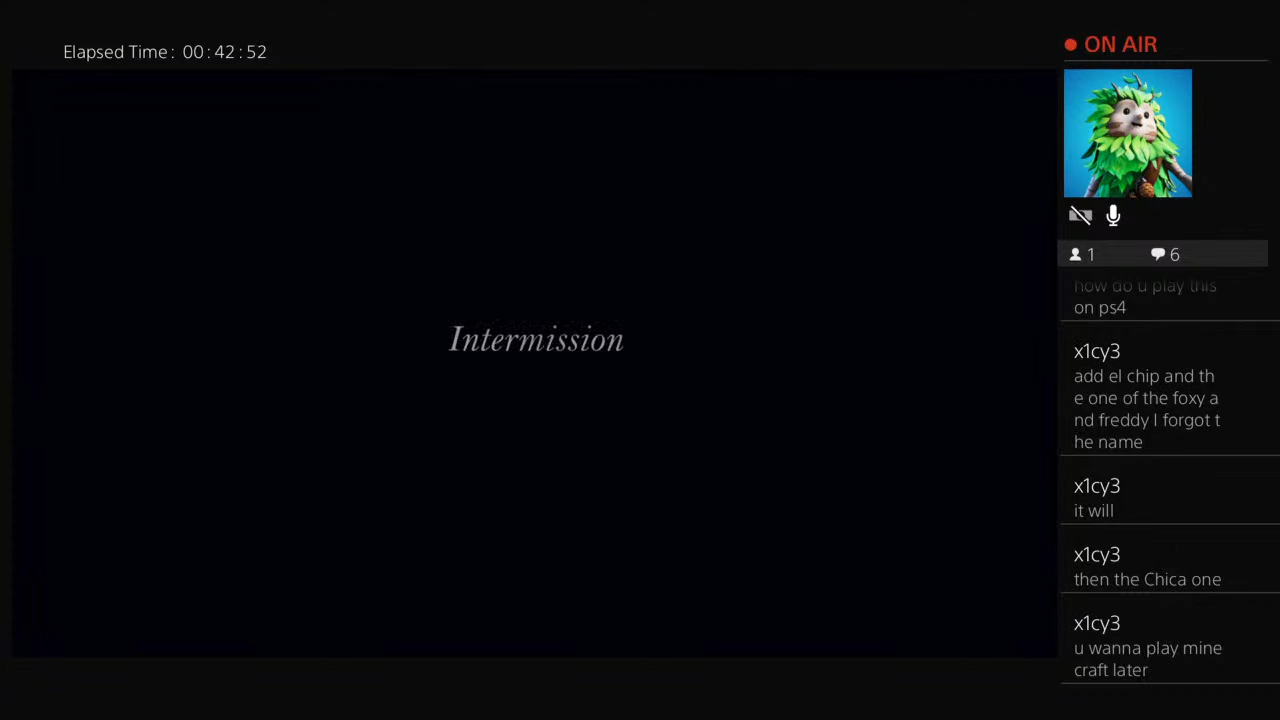 Elapsed Time: 00:42:52
ON AIR
1 6
how do u play this
on ps4
x1cy3
add el chip and th
e one of the foxy a
nd freddy I forgot t
he name
x1cy3
it will
x1cy3
then the Chica one
x1cy3
u wanna play mine
craft later
Intermission